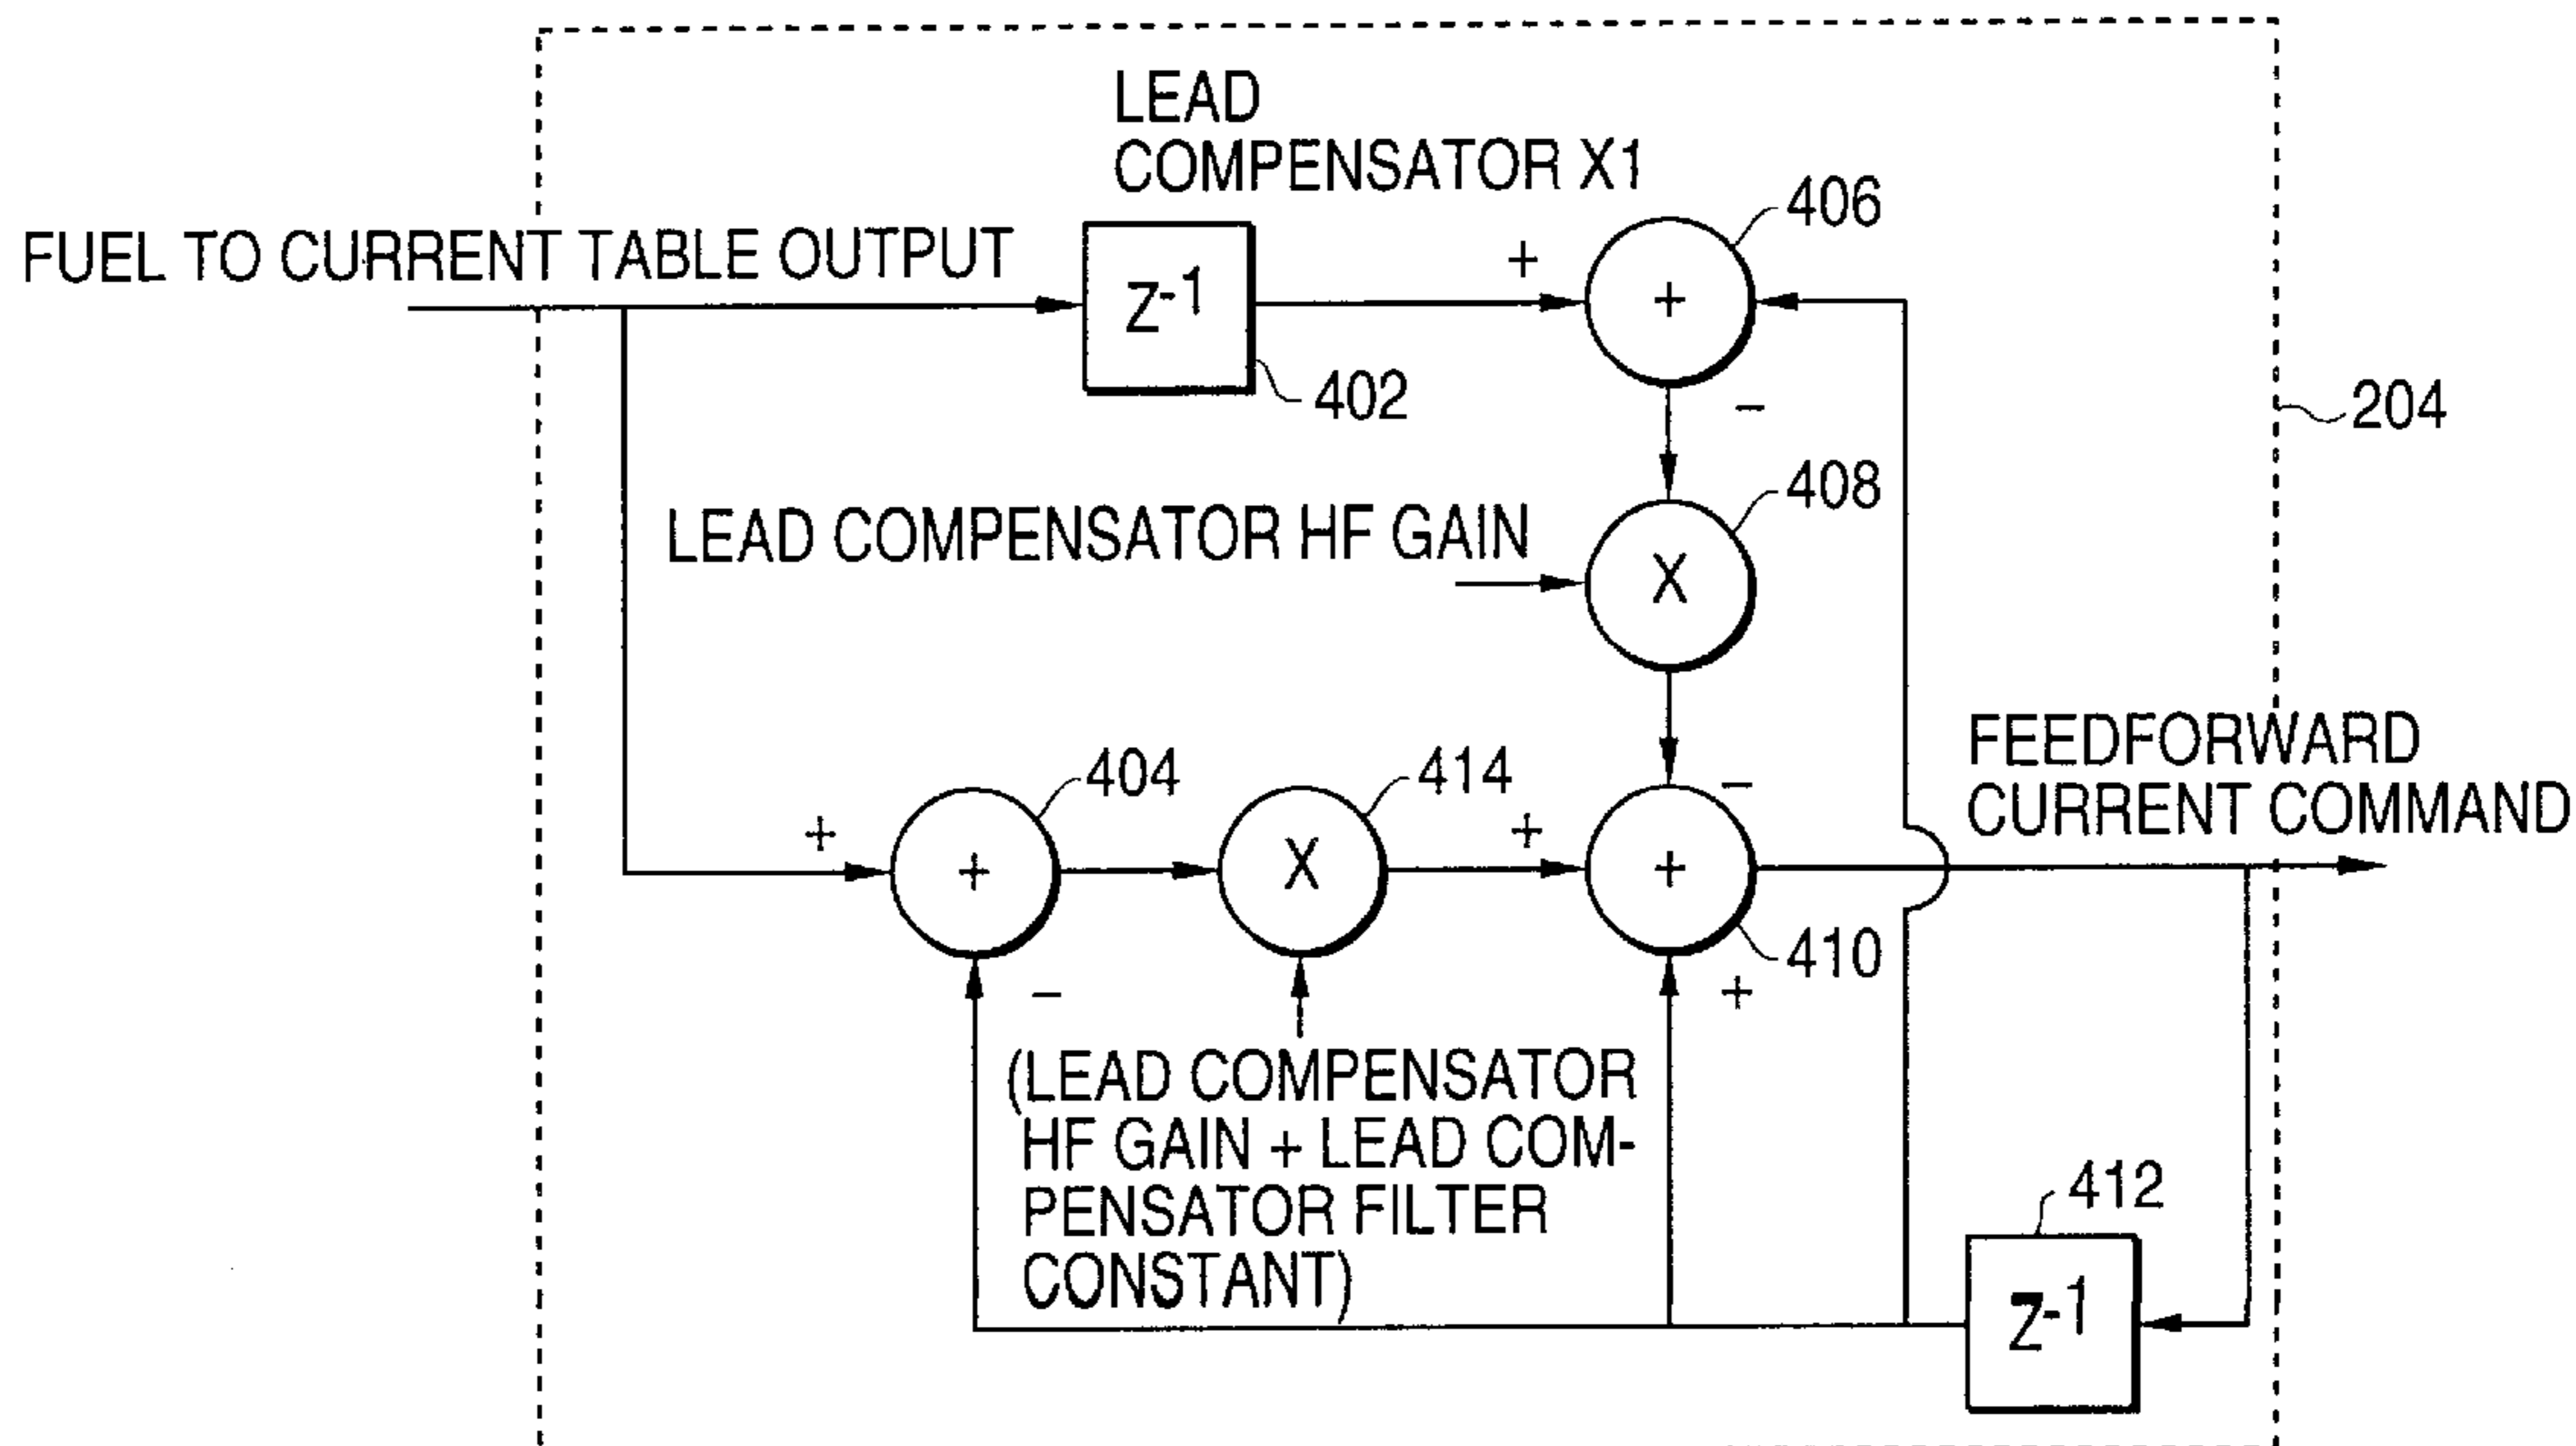 LEAD
COMPENSATOR X1
406
FUEL TO CURRENT TABLE OUTPUT
+
Z-1
+
402
–
204
408
LEAD COMPENSATOR HF GAIN
X
FEEDFORWARD
CURRENT COMMAND
404
414
–
+
+
+
X
+
410
–
+
(LEAD COMPENSATOR
HF GAIN + LEAD COM-
PENSATOR FILTER
CONSTANT)
412
Z-1